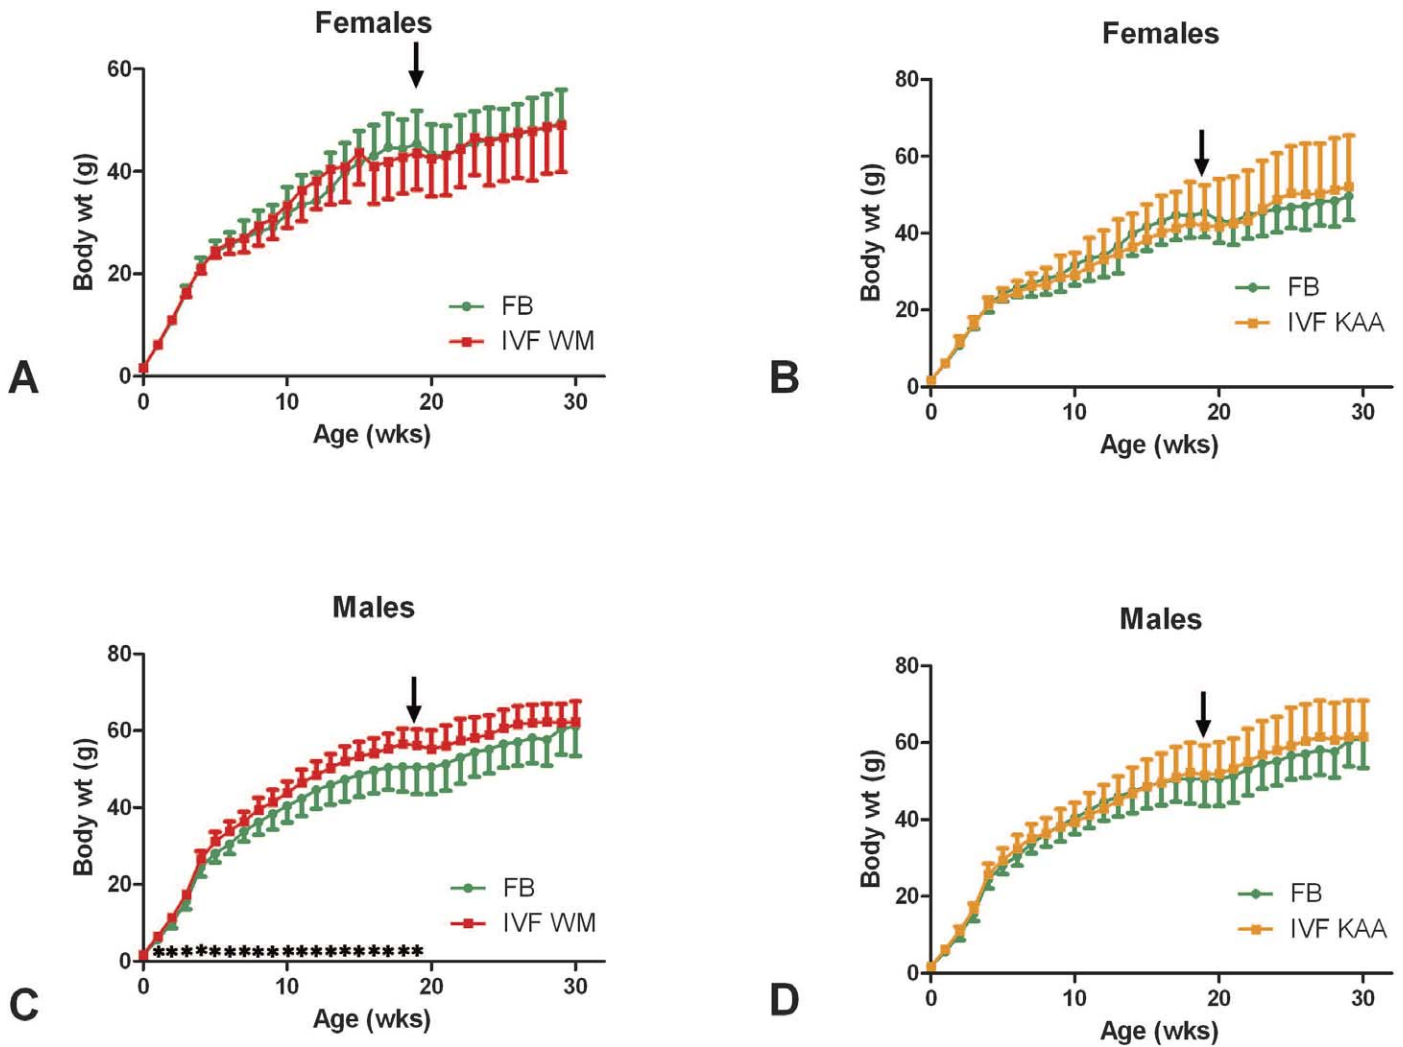 Females
60
40
20
0
0 10 20 30
Body wt (g)
Age (wks)
FB
IVF WM
A
Females
80
60
40
20
0
0 10 20 30
Body wt (g)
Age (wks)
FB
IVF KAA
B
Males
80
60
40
20
0
0 10 20 30
Body wt (g)
Age (wks)
FB
IVF WM
*******************
C
Males
80
60
40
20
0
0 10 20 30
Body wt (g)
Age (wks)
FB
IVF KAA
D